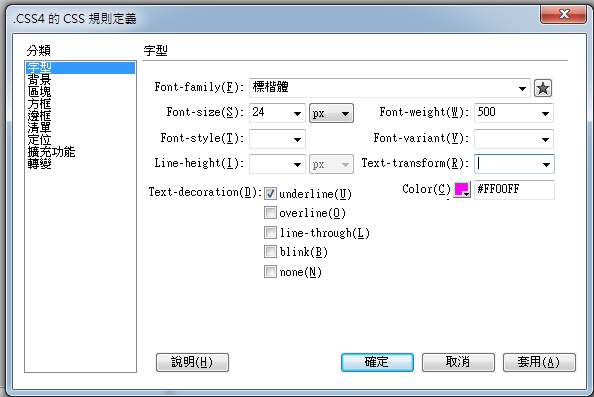 .CSS4 的 CSS 規則定義
分類
字型
背景
區塊
方框
邊框
清單
定位
擴充功能
轉變
字型
Font-family(F): 標楷體
Font-size(S): 24 px Font-weight(W): 500
Font-style(T): Font-variant(V):
Line-height(I): px Text-transform(R):
Text-decoration(D): underline(U) Color(C) #FF00FF
overline(O)
line-through(L)
blink(B)
none(N)
說明(H) 確定 取消 套用(A)